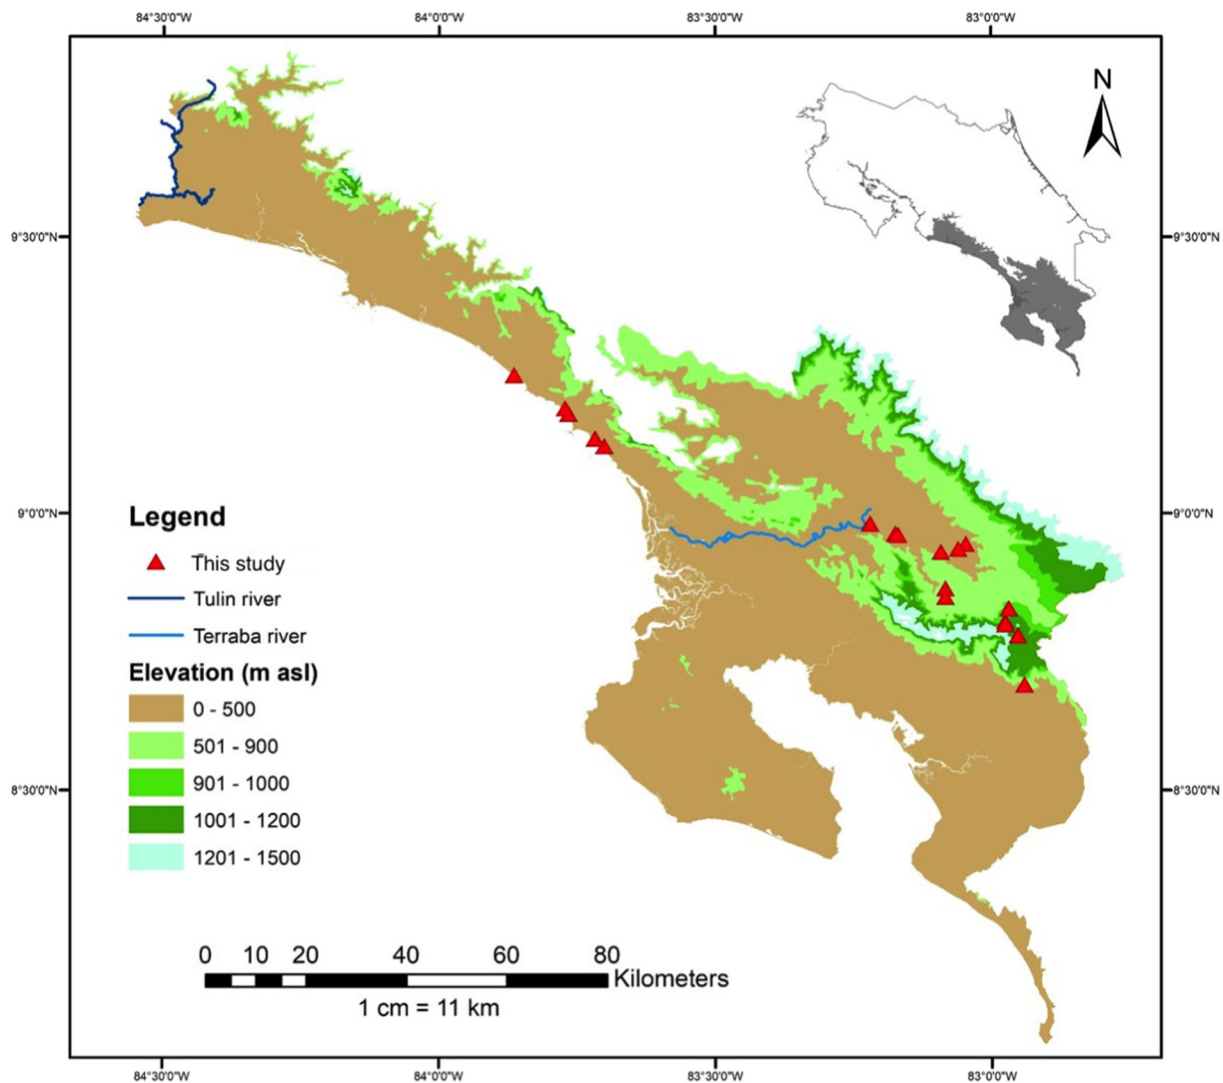 84°30'0"W 84°0'0"W 83°30'0"W 83°0'0"W
N
9°30'0"N 9°30'0"N
9°0'0"N 9°0'0"N
Legend
This study
Tulin river
Terraba river
Elevation (m asl)
0 - 500
501 - 900
901 - 1000
1001 - 1200
1201 - 1500
8°30'0"N 8°30'0"N
0 10 20 40 60 80
Kilometers
1 cm = 11 km
84°30'0"W 84°0'0"W 83°30'0"W 83°0'0"W